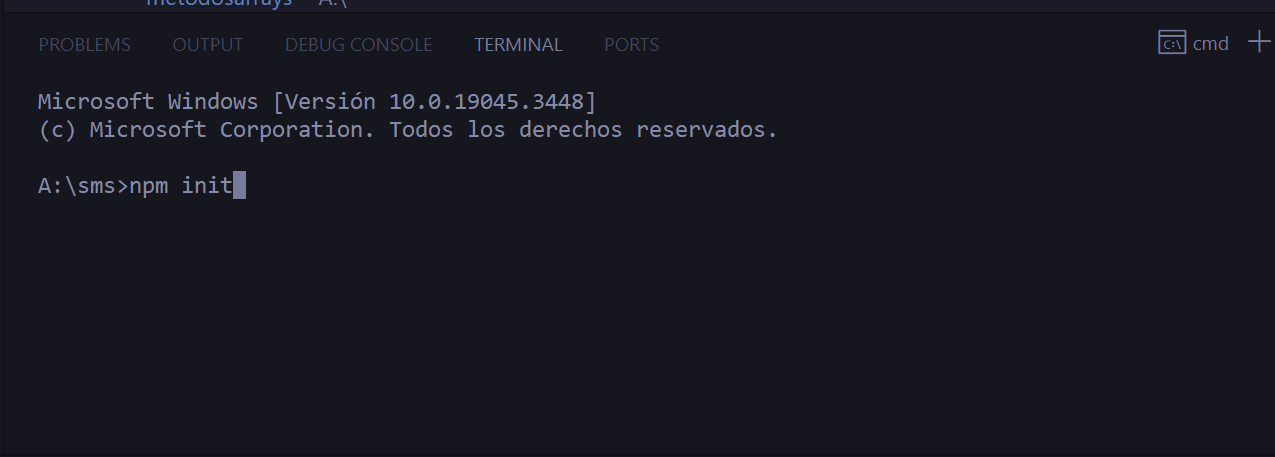 metodosarrays A:\
PROBLEMS OUTPUT DEBUG CONSOLE TERMINAL PORTS cmd
Microsoft Windows [Versión 10.0.19045.3448]
(c) Microsoft Corporation. Todos los derechos reservados.
A:\sms>npm init